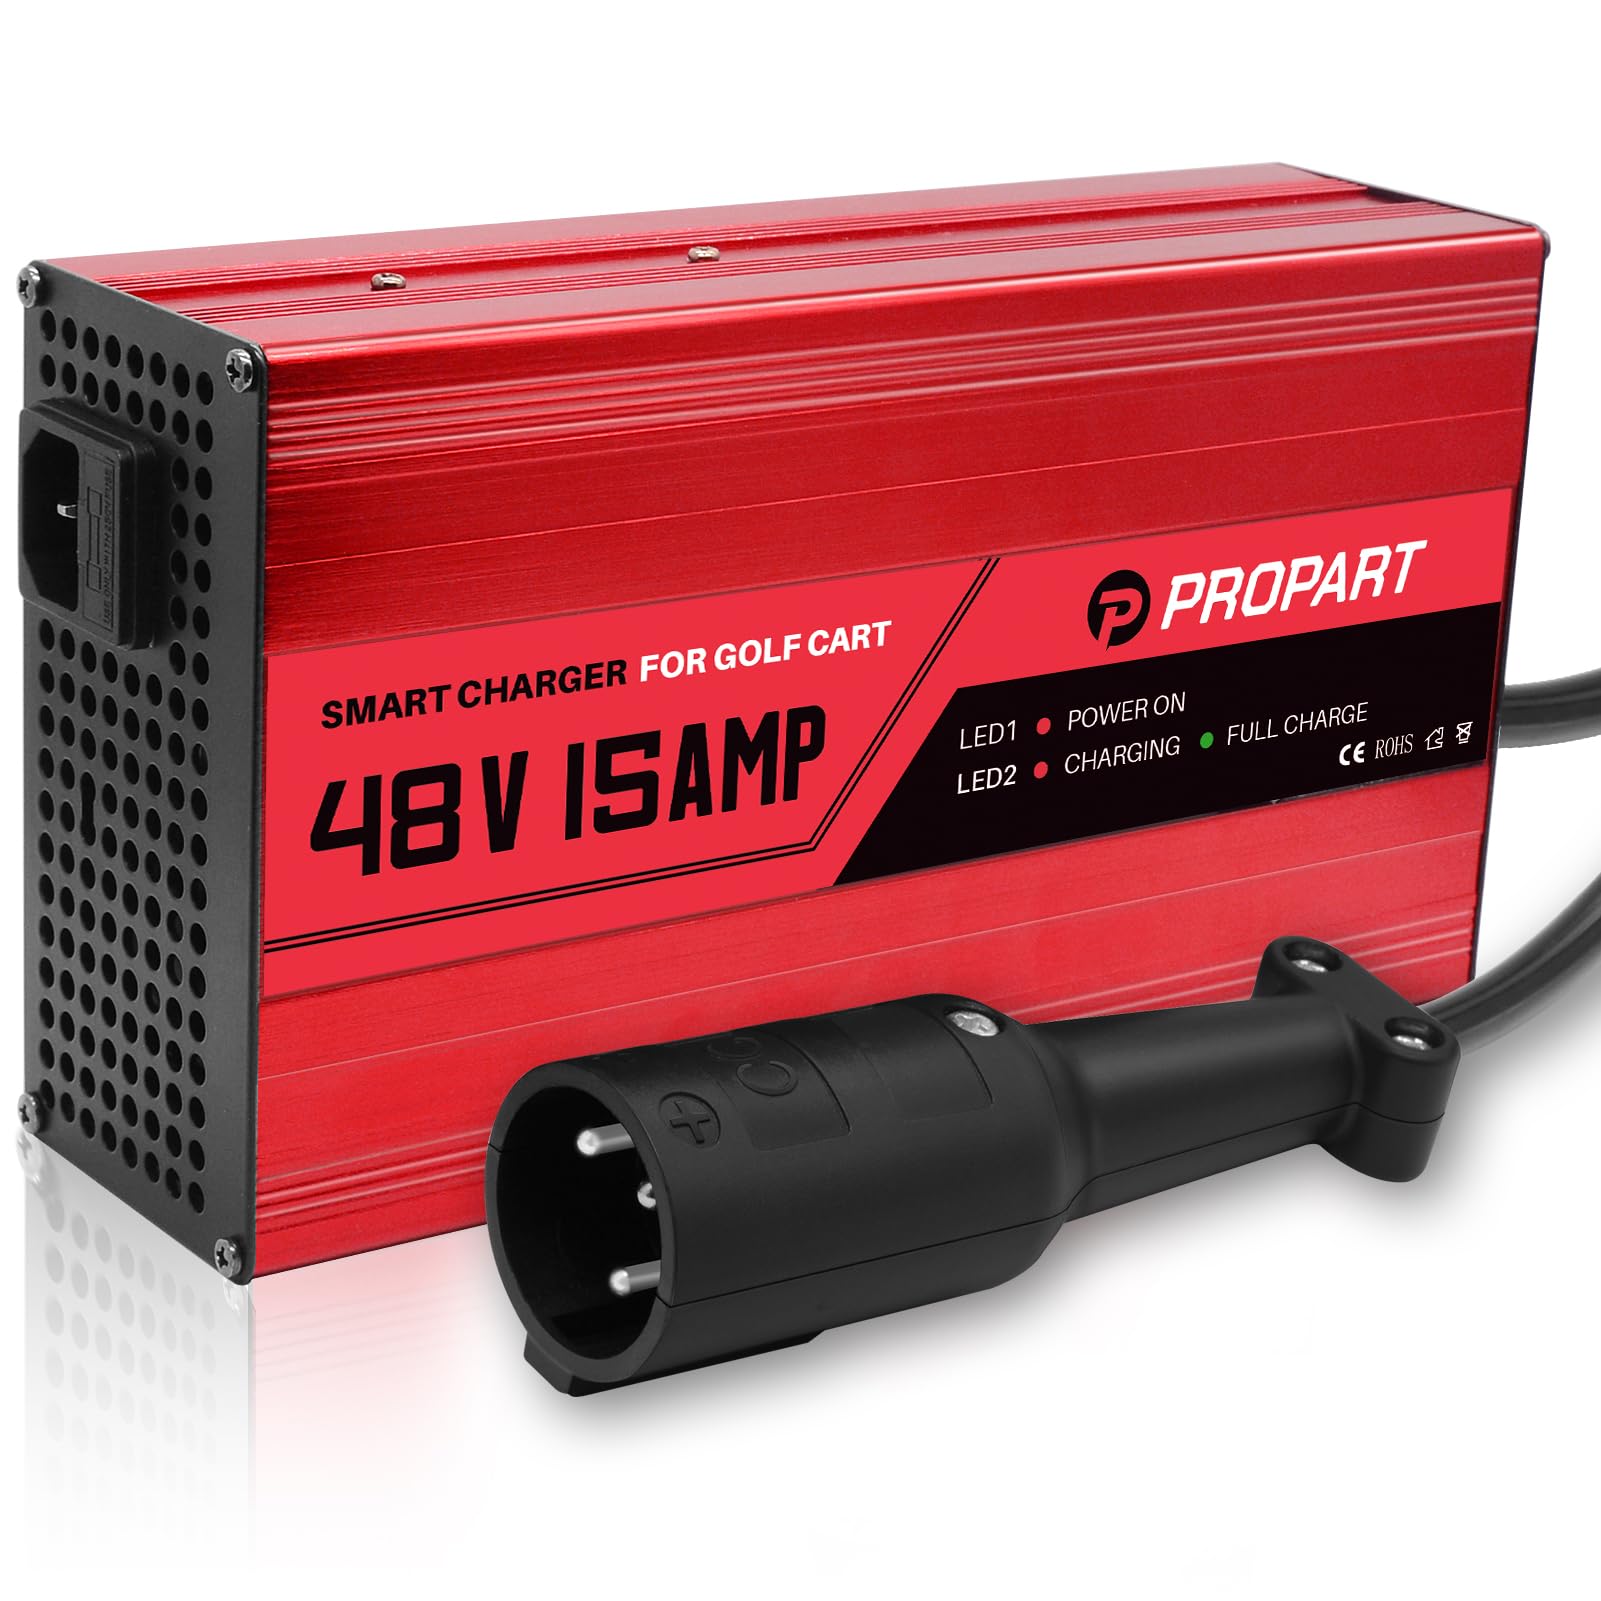 PROPART
SMART CHARGER FOR GOLF CART
48V 15AMP
LED1 POWER ON
LED2 CHARGING FULL CHARGE
CE ROHS